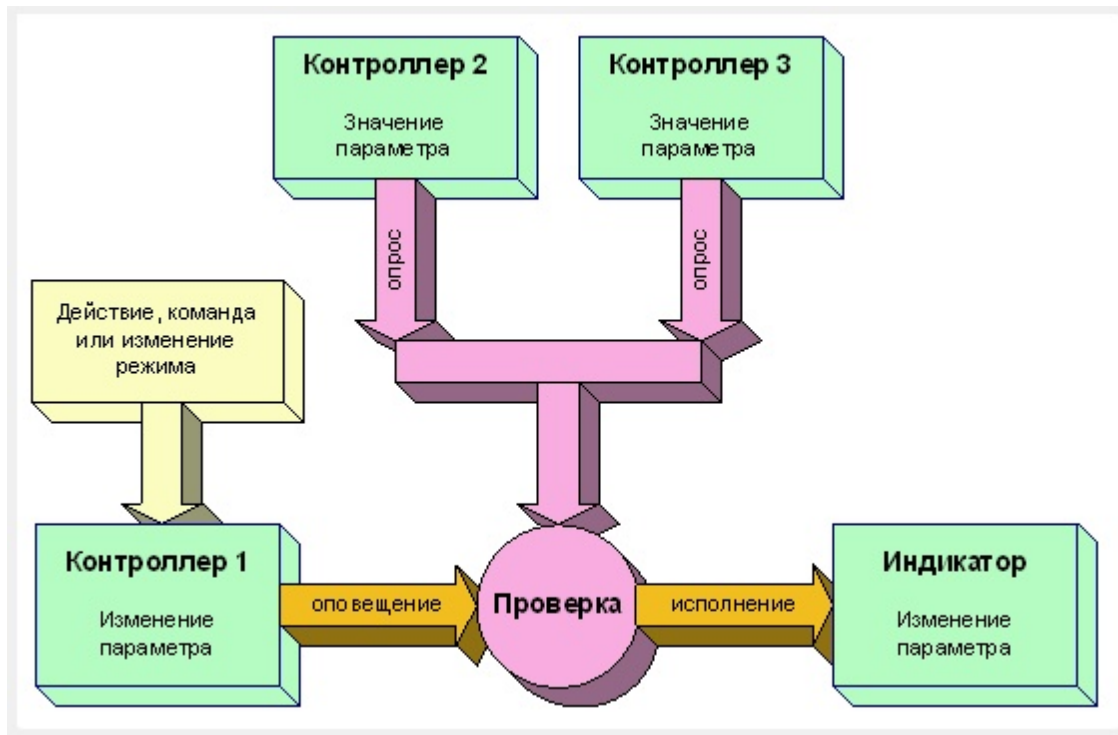 Контроллер 2
Значение
параметра
Контроллер 3
Значение
параметра
опрос
опрос
Действие, команда
или изменение
режима
Контроллер 1
Изменение
параметра
оповещение
Проверка
исполнение
Индикатор
Изменение
параметра